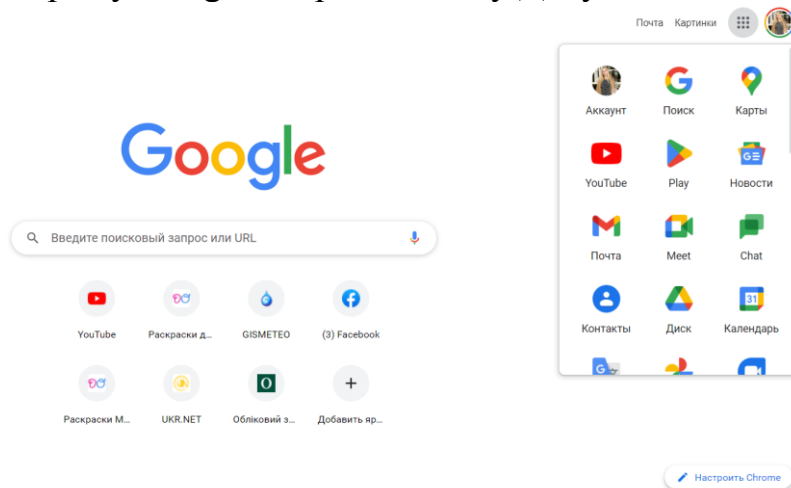 Почта Картинки
Аккаунт Поиск Карты
Google
YouTube Play Новости
Введите поисковый запрос или URL
Почта Meet Chat
31
Контакты Диск Календарь
YouTube Раскраски д... GISMETEO (3) Facebook
Раскраски М... UKR.NET Обліковий з... Добавить яр...
Настроить Chrome